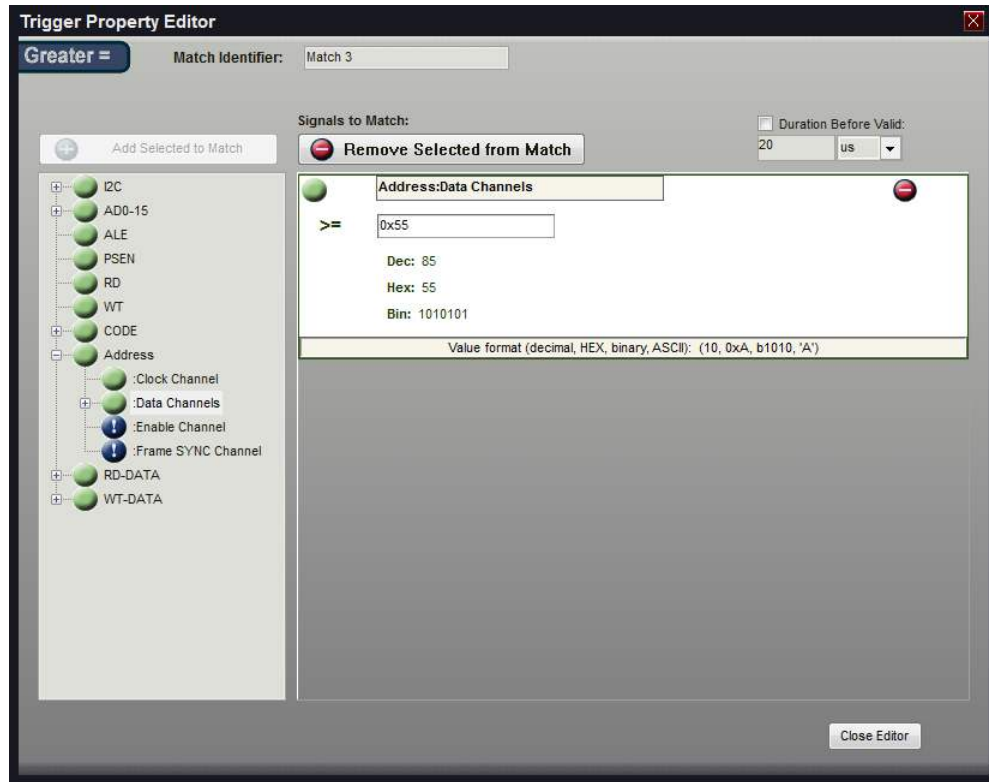 Trigger Property Editor
Greater =
Match Identifier:
Match 3
Signals to Match:
Duration Before Valid:
Add Selected to Match
Remove Selected from Match
20
us
I2C
AD0-15
ALE
PSEN
RD
WT
CODE
Address
:Clock Channel
:Data Channels
:Enable Channel
:Frame SYNC Channel
RD-DATA
WT-DATA
Address:Data Channels
>=
0x55
Dec: 85
Hex: 55
Bin: 1010101
Value format (decimal, HEX, binary, ASCII): (10, 0xA, b1010, 'A')
Close Editor